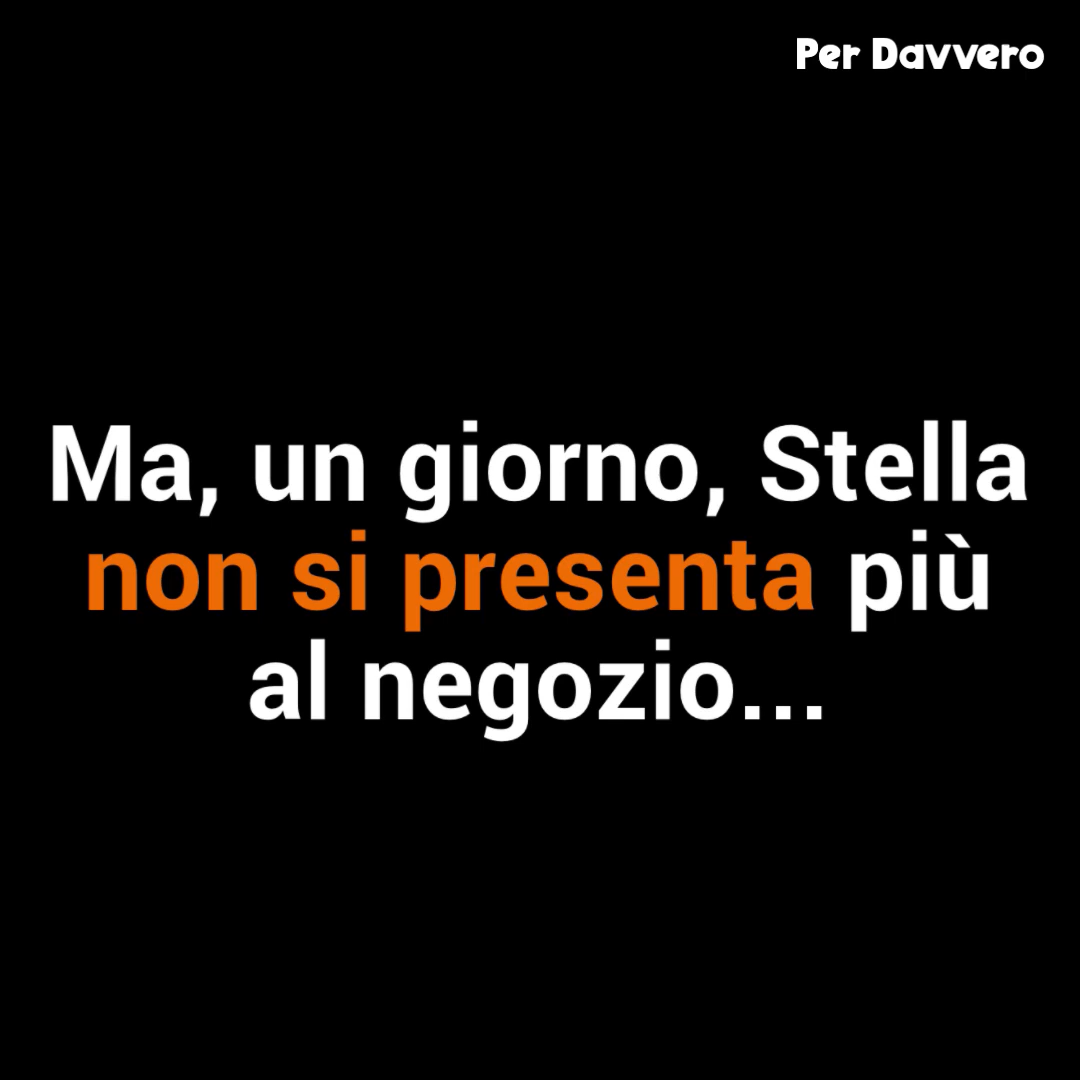 Per Davvero
Ma, un giorno, Stella
non si presenta più
al negozio...